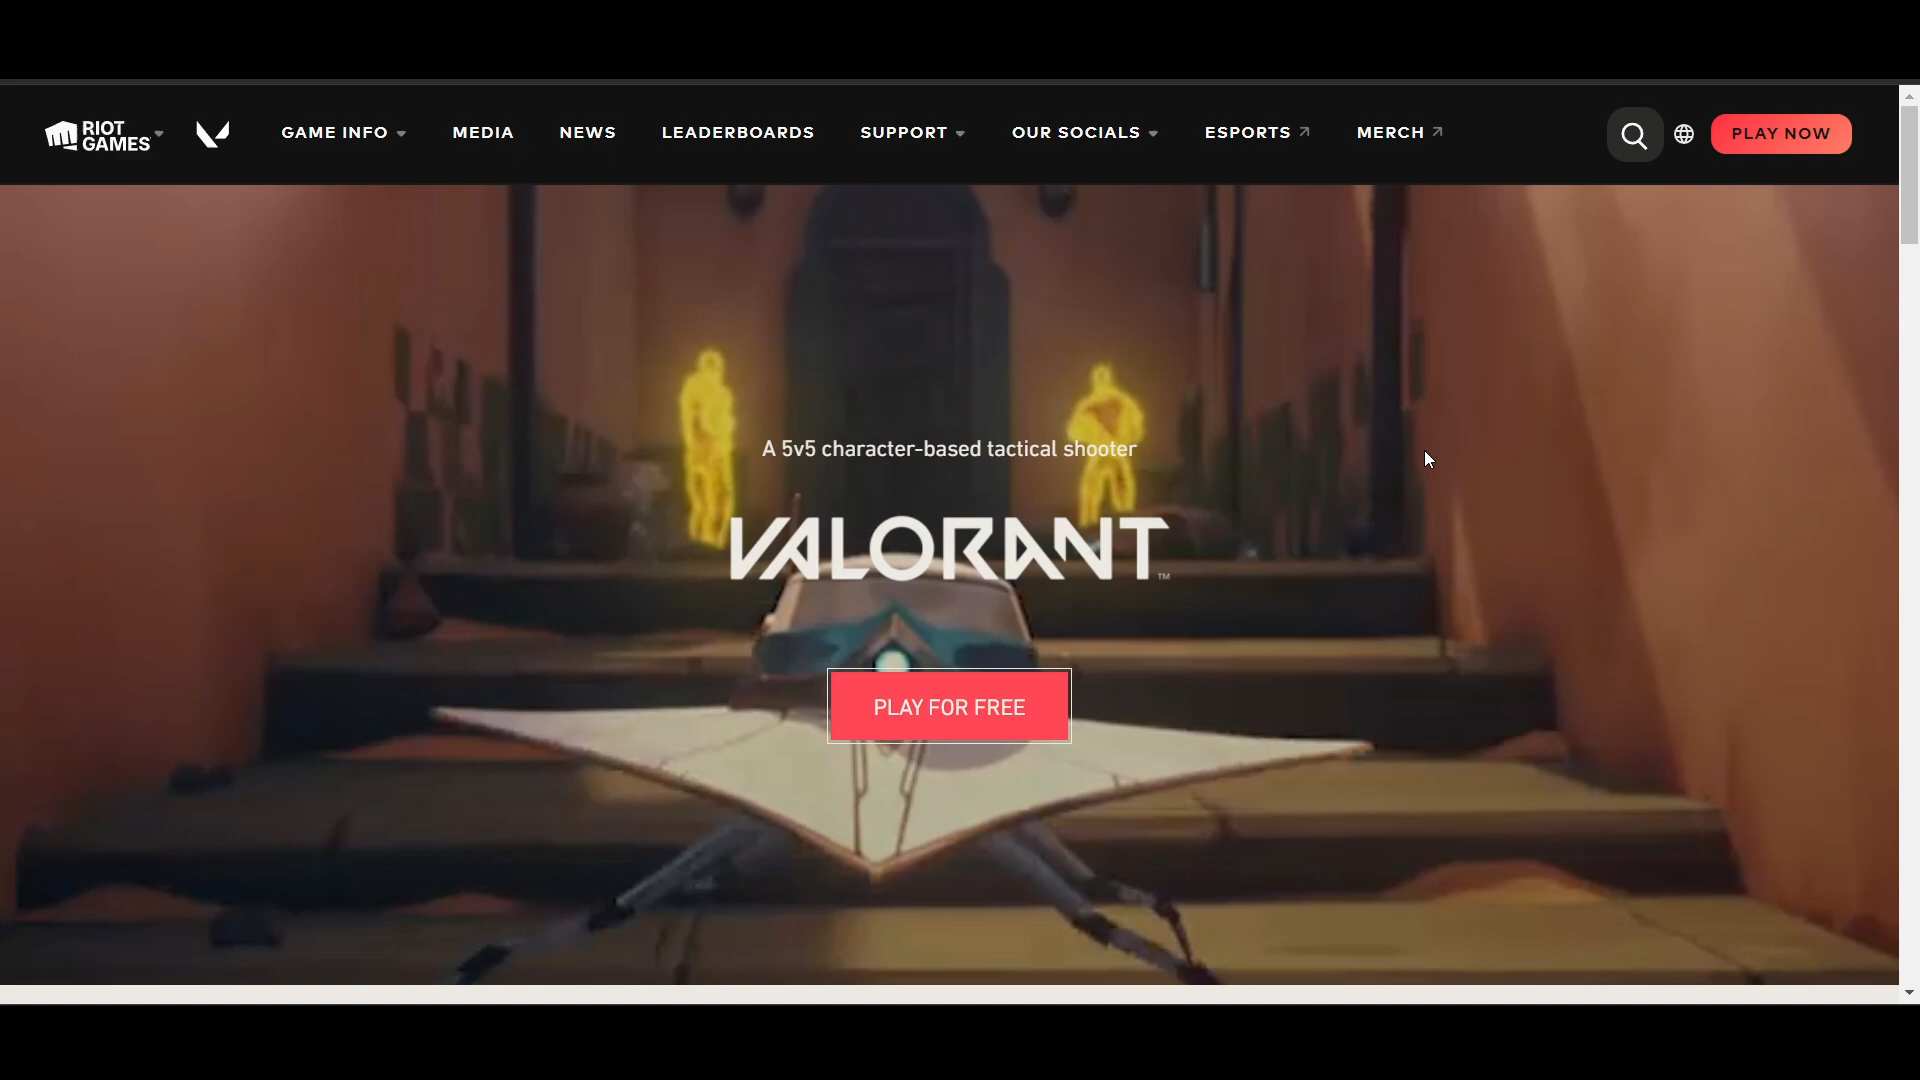 RIOT GAMES
GAME INFO
MEDIA
NEWS
LEADERBOARDS
SUPPORT
OUR SOCIALS
ESPORTS
MERCH
PLAY NOW
A 5v5 character-based tactical shooter
VALORANT™
PLAY FOR FREE